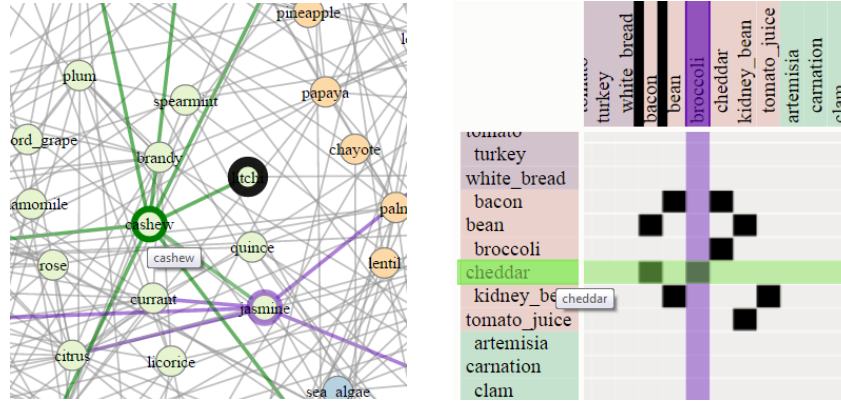 pineapple
plum
papaya
spearmint
chayote
brandy
litchi
cashew
cashew
quince
lentil
rose
currant
jasmine
citrus
licorice
sea_algae
turkey
white_bread
bacon
bean
broccoli
cheddar
kidney_bean
tomato_juice
artemisia
carnation
clam
tomato
turkey
white_bread
bacon
bean
broccoli
cheddar
cheddar
tomato_juice
artemisia
carnation
clam